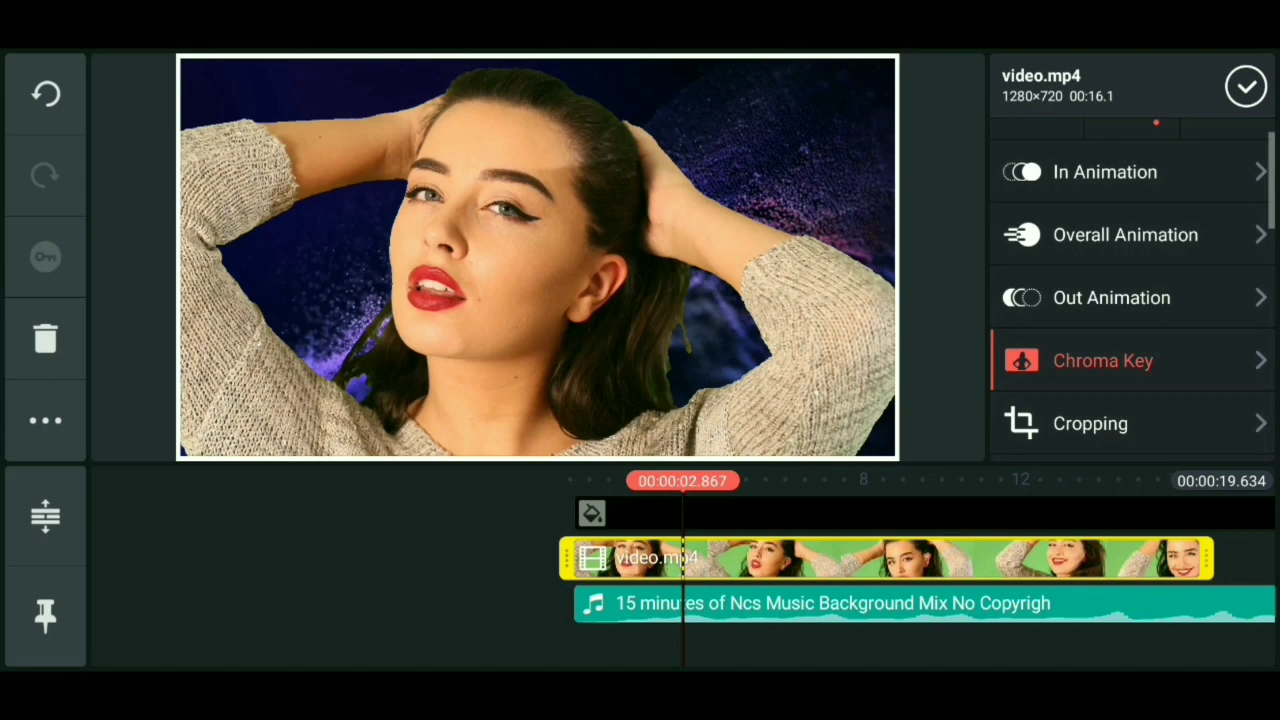 video.mp4
1280×720 00:16.1
In Animation
Overall Animation
Out Animation
Chroma Key
Cropping
00:00:02.867
8
12
00:00:19.634
video.mp4
15 minutes of Ncs Music Background Mix No Copyrigh